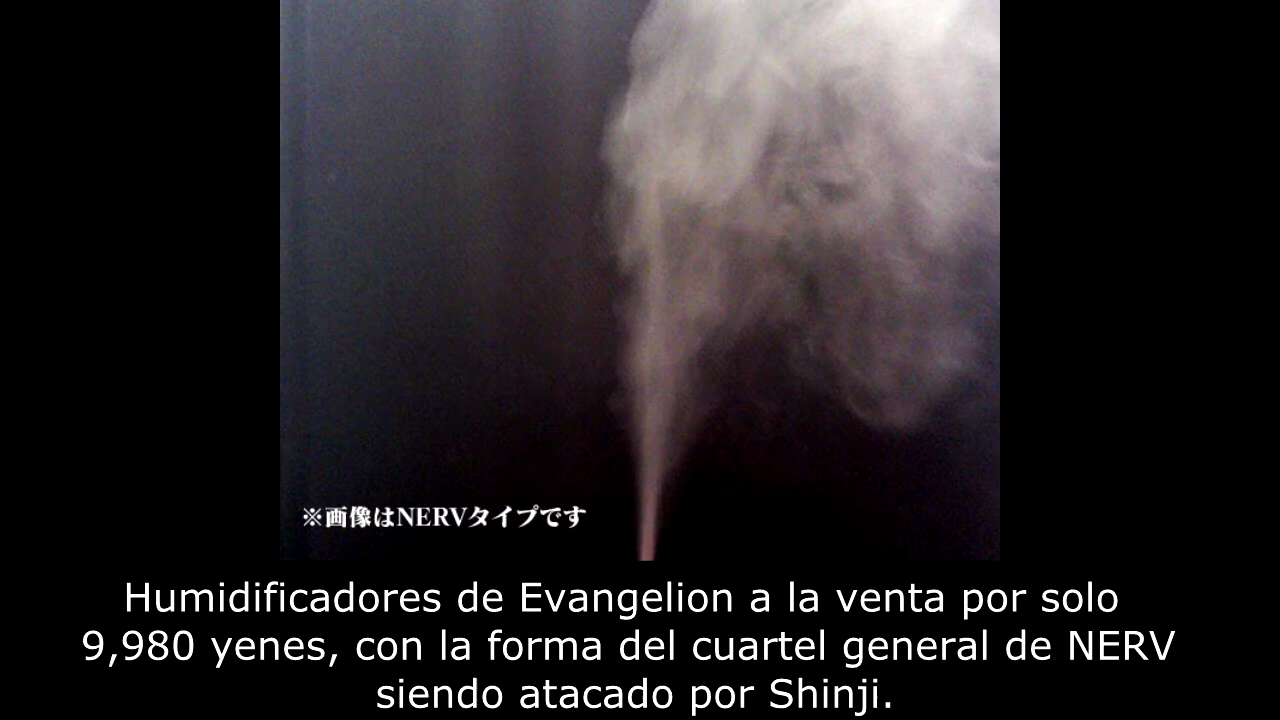 ※画像はNERVタイプです
Humidificadores de Evangelion a la venta por solo
9,980 yenes, con la forma del cuartel general de NERV
siendo atacado por Shinji.